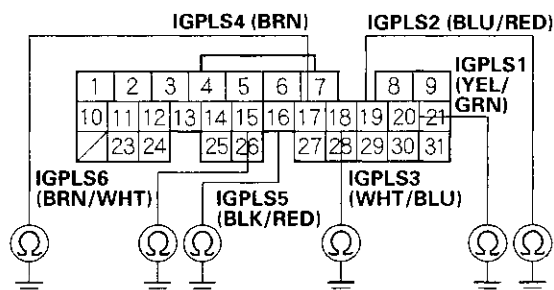 IGPLS4 (BRN)
IGPLS2 (BLU/RED)
IGPLS1
(YEL/
GRN)
1 2 3 4 5 6 7 8 9
10 11 12 13 14 15 16 17 18 19 20 21
23 24 25 26 27 28 29 30 31
IGPLS6
(BRN/WHT)
IGPLS5
(BLK/RED)
IGPLS3
(WHT/BLU)
Ω Ω Ω Ω Ω Ω